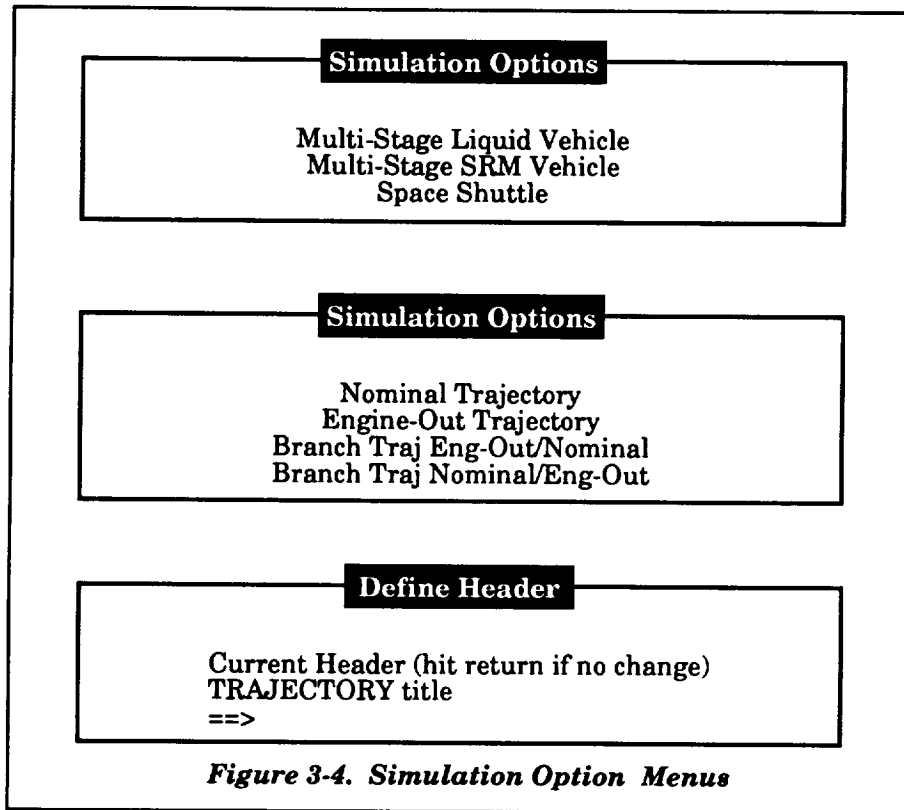 Simulation Options
Multi-Stage Liquid Vehicle
Multi-Stage SRM Vehicle
Space Shuttle
Simulation Options
Nominal Trajectory
Engine-Out Trajectory
Branch Traj Eng-Out/Nominal
Branch Traj Nominal/Eng-Out
Define Header
Current Header (hit return if no change)
TRAJECTORY title
==>
Figure 3-4. Simulation Option Menus